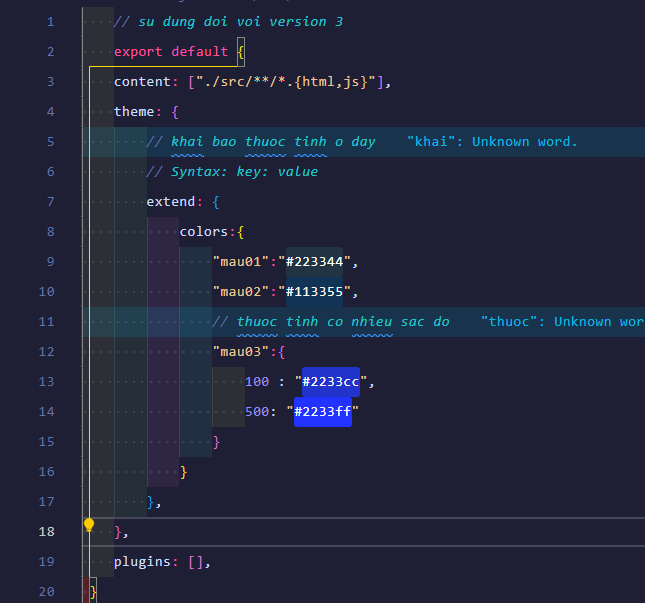 1 // su dung doi voi version 3
2 export default {
3 content: ["./src/**/*.{html,js}"],
4 theme: {
5 // khai bao thuoc tinh o day "khai": Unknown word.
6 // Syntax: key: value
7 extend: {
8 colors:{
9 "mau01":"#223344",
10 "mau02":"#113355",
11 // thuoc tinh co nhieu sac do "thuoc": Unknown wor
12 "mau03":{
13 100 : "#2233cc",
14 500: "#2233ff"
15 }
16 }
17 },
18 },
19 plugins: [],
20 }